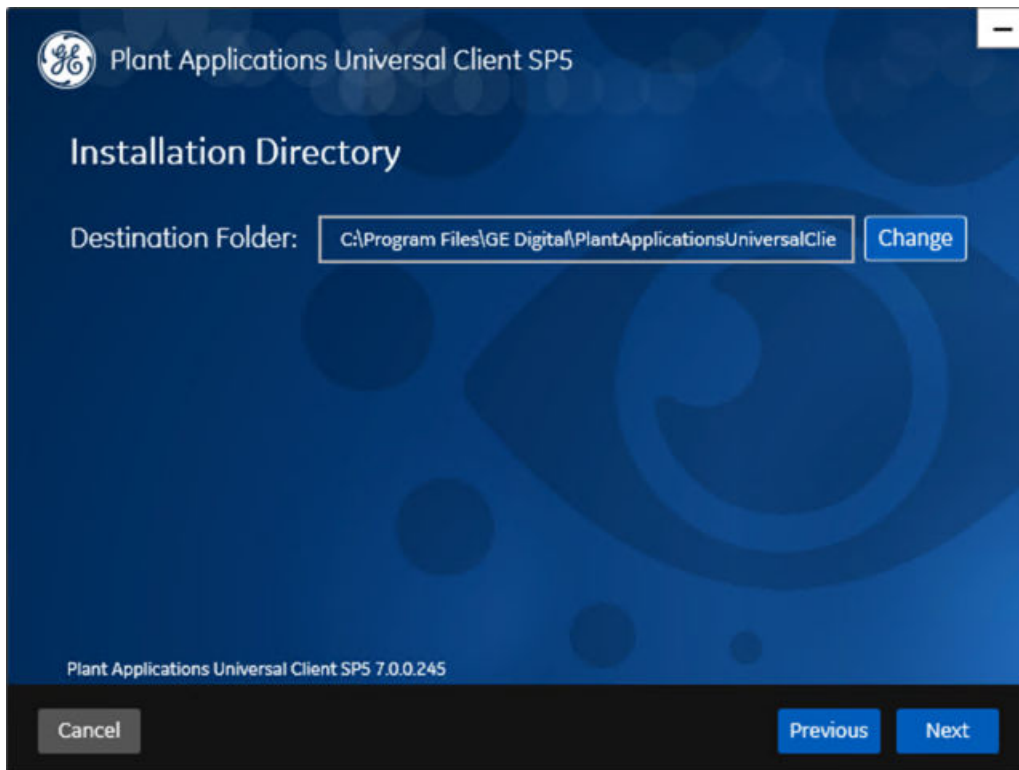 Plant Applications Universal Client SP5
Installation Directory
Destination Folder: C:\Program Files\GE Digital\PlantApplicationsUniversalClie Change
Plant Applications Universal Client SP5 7.0.0.245
Cancel Previous Next